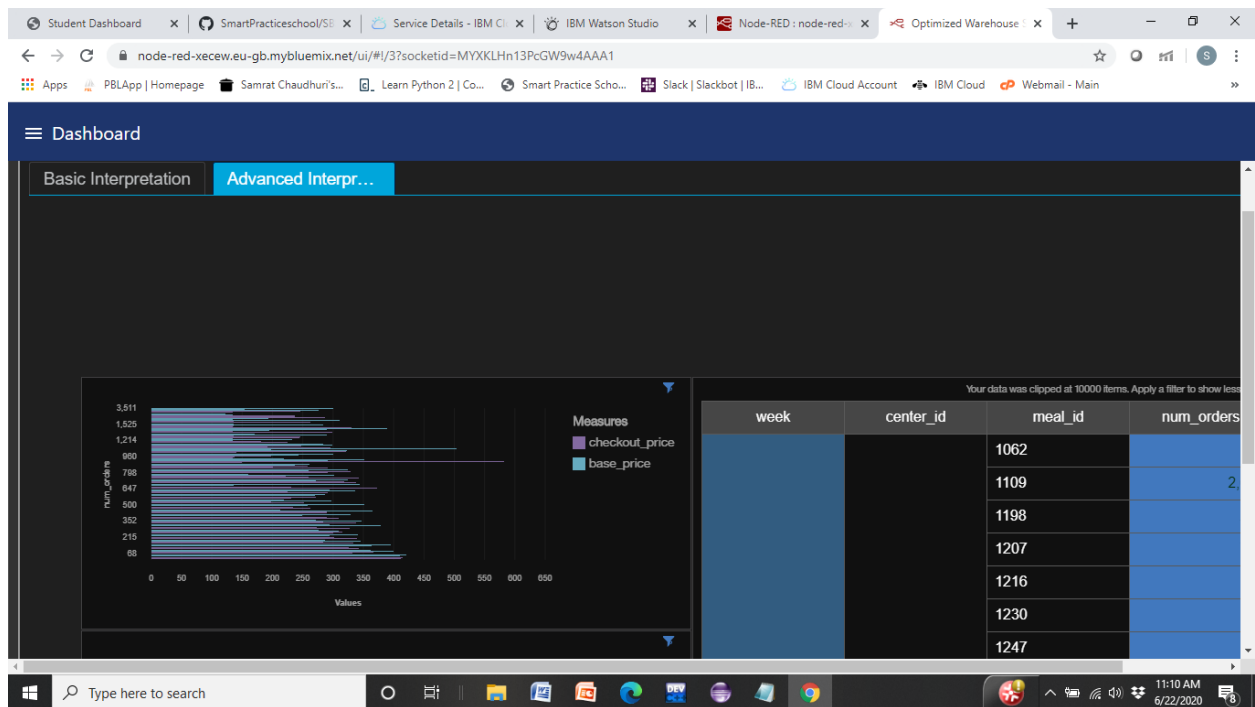 Student Dashboard
SmartPracticeschool/SB
Service Details - IBM Cl
IBM Watson Studio
Node-RED : node-red-x
Optimized Warehouse S
node-red-xecew.eu-gb.mybluemix.net/ui/#!/3?socketid=MYXKLHn13PcGW9w4AAA1
S
Apps
PBLApp | Homepage
Samrat Chaudhuri's...
Learn Python 2 | Co...
Smart Practice Scho...
Slack | Slackbot | IB...
IBM Cloud Account
IBM Cloud
Webmail - Main
»
Dashboard
Basic Interpretation
Advanced Interpr...
3,511
1,525
1,214
960
798
647
500
352
215
68
num_orders
0 50 100 150 200 250 300 350 400 450 500 550 600 650
Values
Measures
checkout_price
base_price
Your data was clipped at 10000 items. Apply a filter to show less
week center_id meal_id num_orders
1062
1109 2,
1198
1207
1216
1230
1247
Type here to search
DEV
11:10 AM
6/22/2020
8